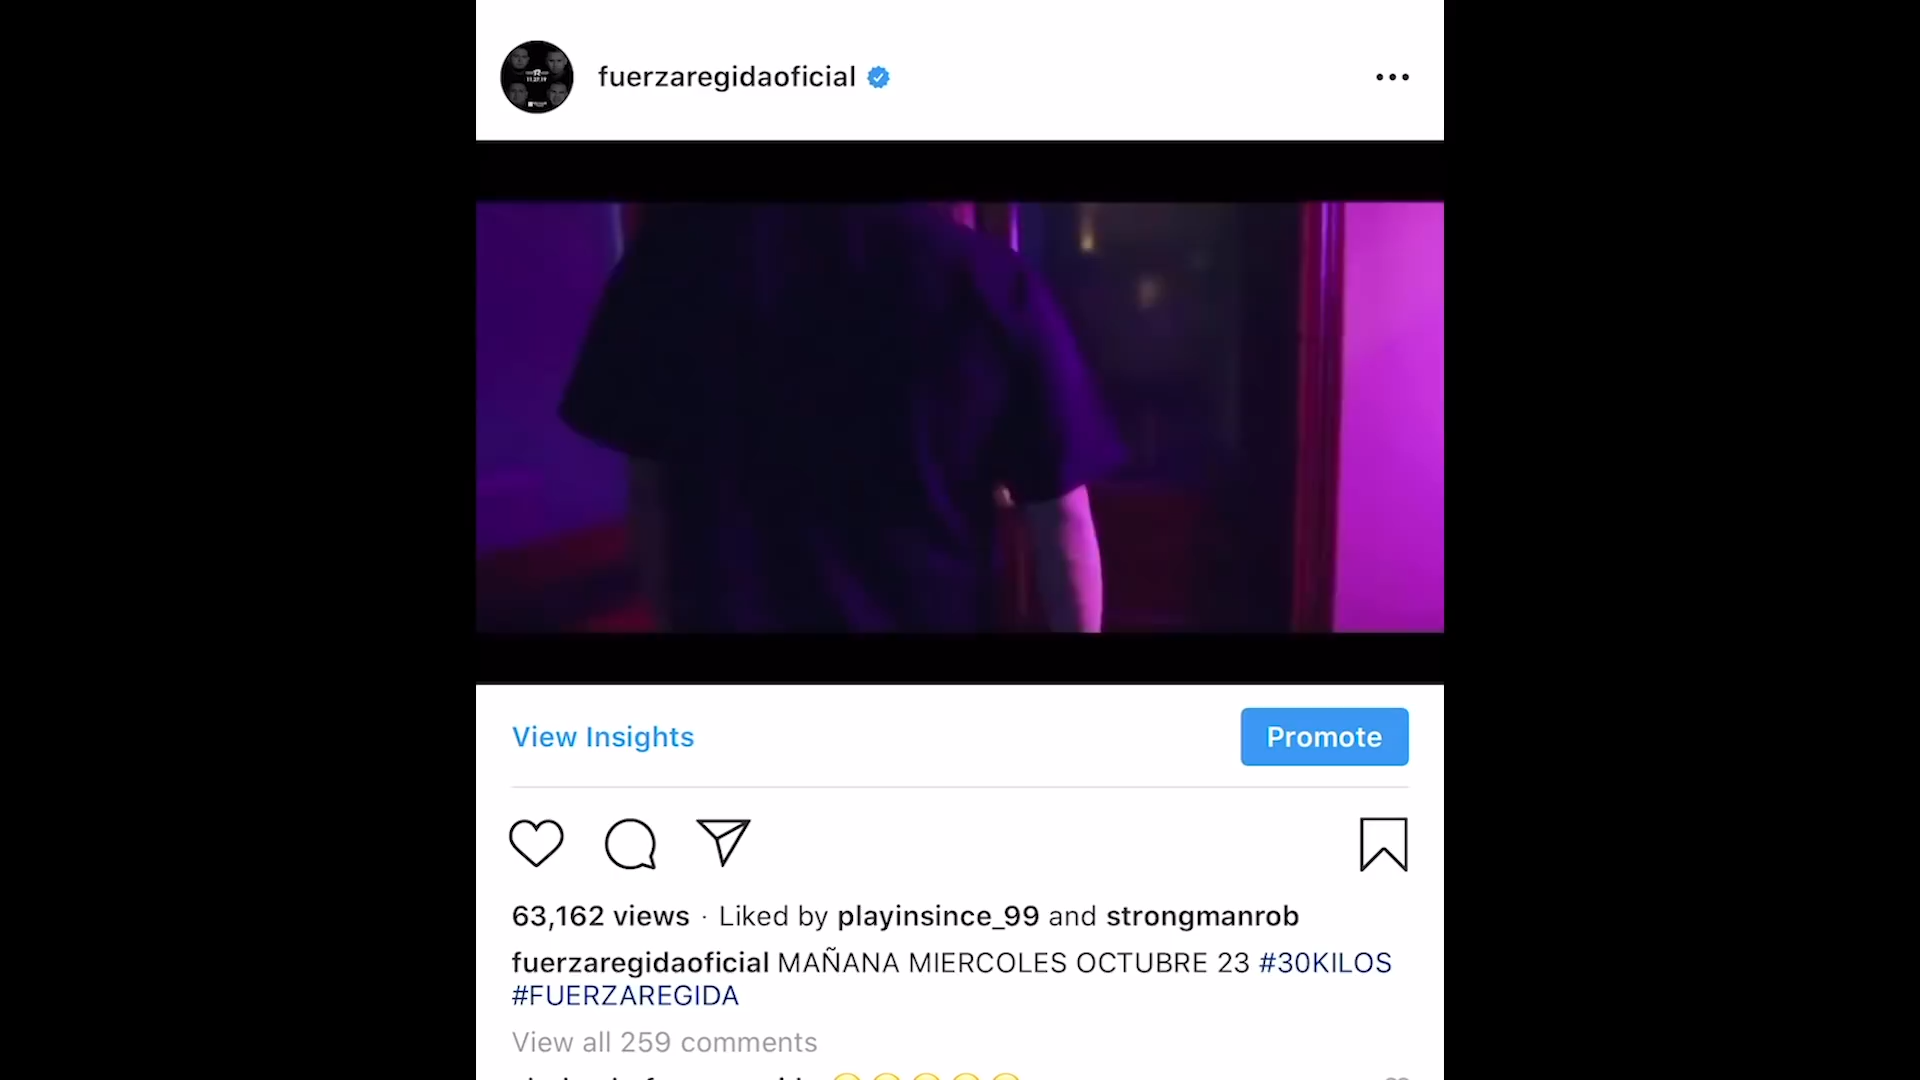 fuerzaregidaoficial
View Insights
Promote
63,162 views · Liked by playinsince_99 and strongmanrob
fuerzaregidaoficial MAÑANA MIERCOLES OCTUBRE 23 #30KILOS
#FUERZAREGIDA
View all 259 comments